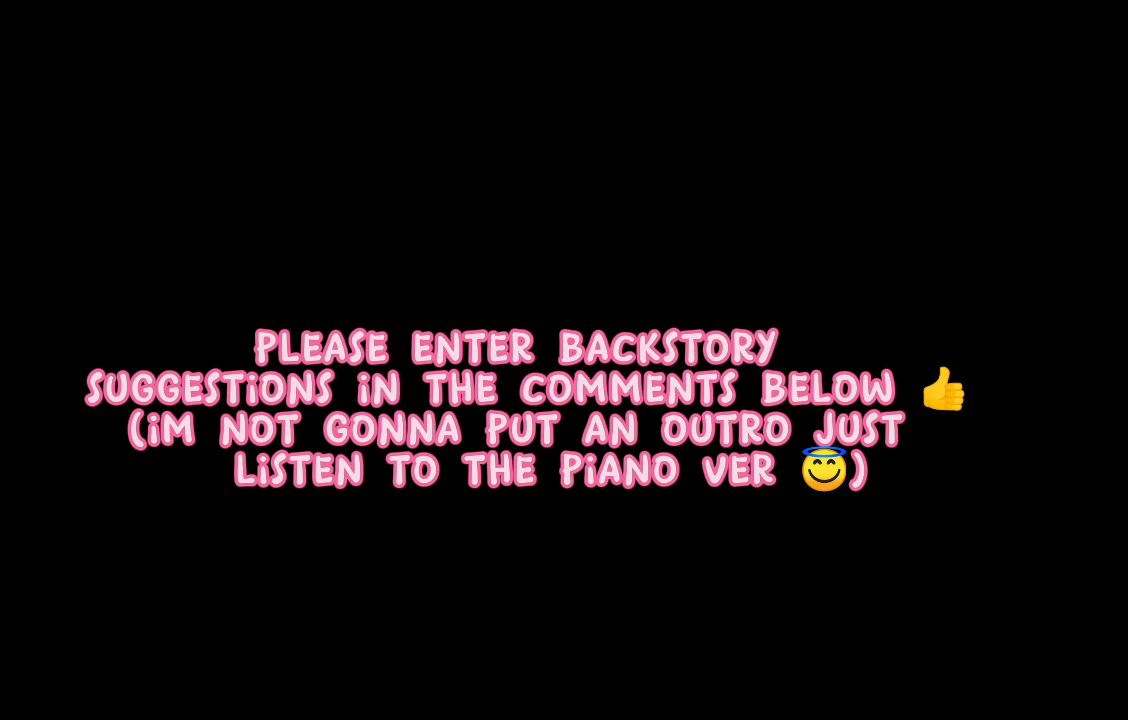 PLEASE ENTER BACKSTORY
SUGGESTiONS iN THE COMMENTS BELOW 👍
(iM NOT GONNA PUT AN OUTRO JUST
LiSTEN TO THE PiANO VER 😇)